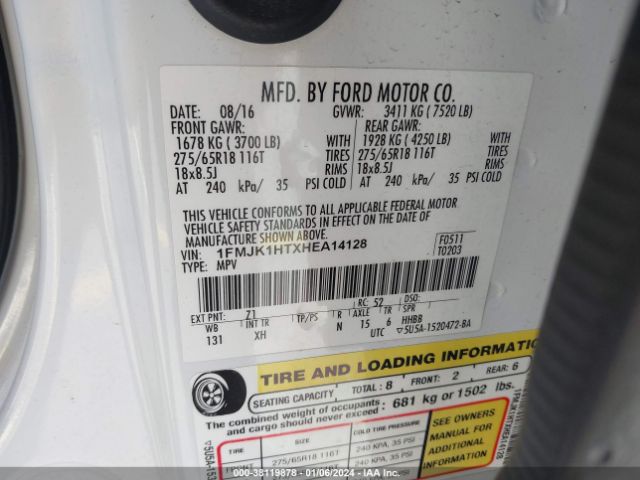 MFD. BY FORD MOTOR CO.
DATE: 08/16 GVWR: 3411 KG ( 7520 LB)
FRONT GAWR: REAR GAWR:
1678 KG ( 3700 LB) WITH 1928 KG ( 4250 LB) WITH
275/65R18 116T TIRES 275/65R18 116T TIRES
18x8.5J RIMS 18x8.5J RIMS
AT 240 kPa/ 35 PSI COLD AT 240 kPa/ 35 PSI COLD
THIS VEHICLE CONFORMS TO ALL APPLICABLE FEDERAL MOTOR
VEHICLE SAFETY STANDARDS IN EFFECT ON THE DATE OF
MANUFACTURE SHOWN ABOVE.
VIN: 1FMJK1HTXHEA14128 F0511
TYPE: MPV T0203
EXT PNT: Z1 RC: 52 DSO:
WB INT TR TP/PS R AXLE TR SPR
131 XH N 15 6 HHBB
UTC ▽5U5A-1520472-BA
TIRE AND LOADING INFORMATION
SEATING CAPACITY TOTAL: 8 FRONT: 2 REAR: 6
The combined weight of occupants and cargo should never exceed: 681 kg or 1502 lbs.
TIRE SIZE COLD TIRE PRESSURE
275/65R18 116T 240 KPA, 35 PSI
SEE OWNERS
MANUAL FOR
ADDITIONAL
INFORMATION
1FMJK1HTXHEA14128
IAAI: 38119878 \ 01/06/2024 \ IAA Inc.